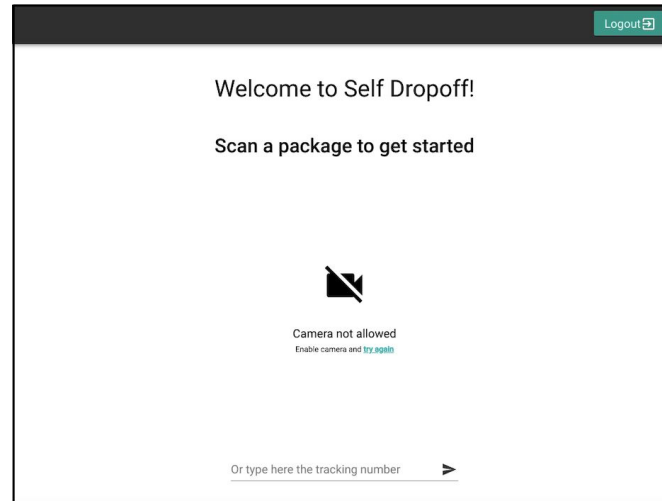 Logout
Welcome to Self Dropoff!
Scan a package to get started
Camera not allowed
Enable camera and try again
Or type here the tracking number